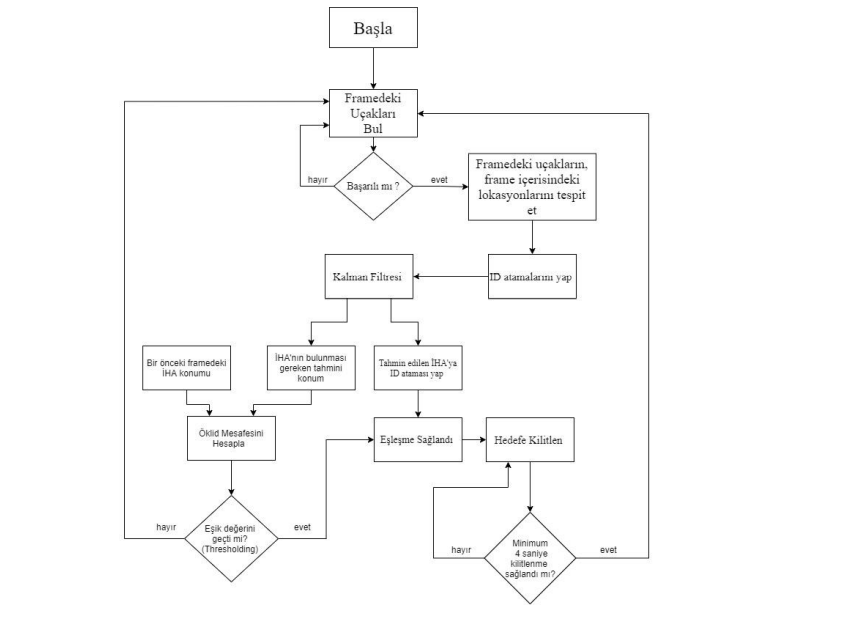 Başla
Framedeki
Uçakları
Bul
hayır
Başarılı mı ?
evet
Framedeki uçakların,
frame içerisindeki
lokasyonlarını tespit
et
Kalman Filtresi
ID atamalarını yap
Bir önceki framedeki
İHA konumu
İHA'nın bulunması
gereken tahmini
konum
Tahmin edilen İHA'ya
ID ataması yap
Öklid Mesafesini
Hesapla
Eşleşme Sağlandı
Hedefe Kilitlen
hayır
Eşik değerini
geçti mi?
(Thresholding)
evet
hayır
Minimum
4 saniye
kilitlenme
sağlandı mı?
evet